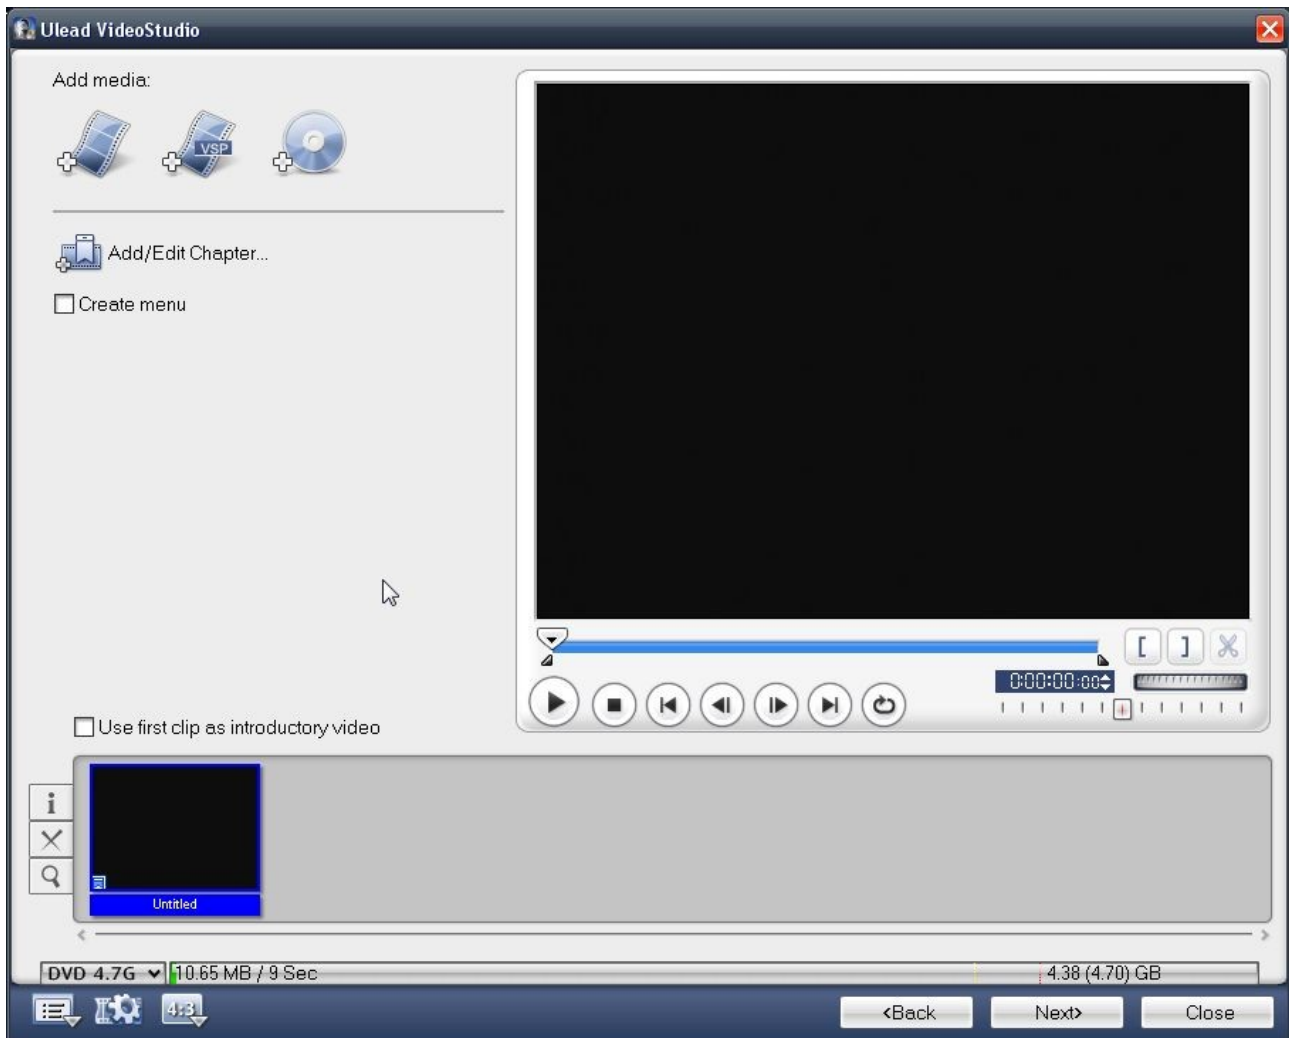 Ulead VideoStudio
Add media:
VSP
Add/Edit Chapter...
Create menu
[ ]
0:00:00:00
Use first clip as introductory video
i
Untitled
DVD 4.7G 10.65 MB / 9 Sec 4.38 (4.70) GB
4:3 <Back Next> Close